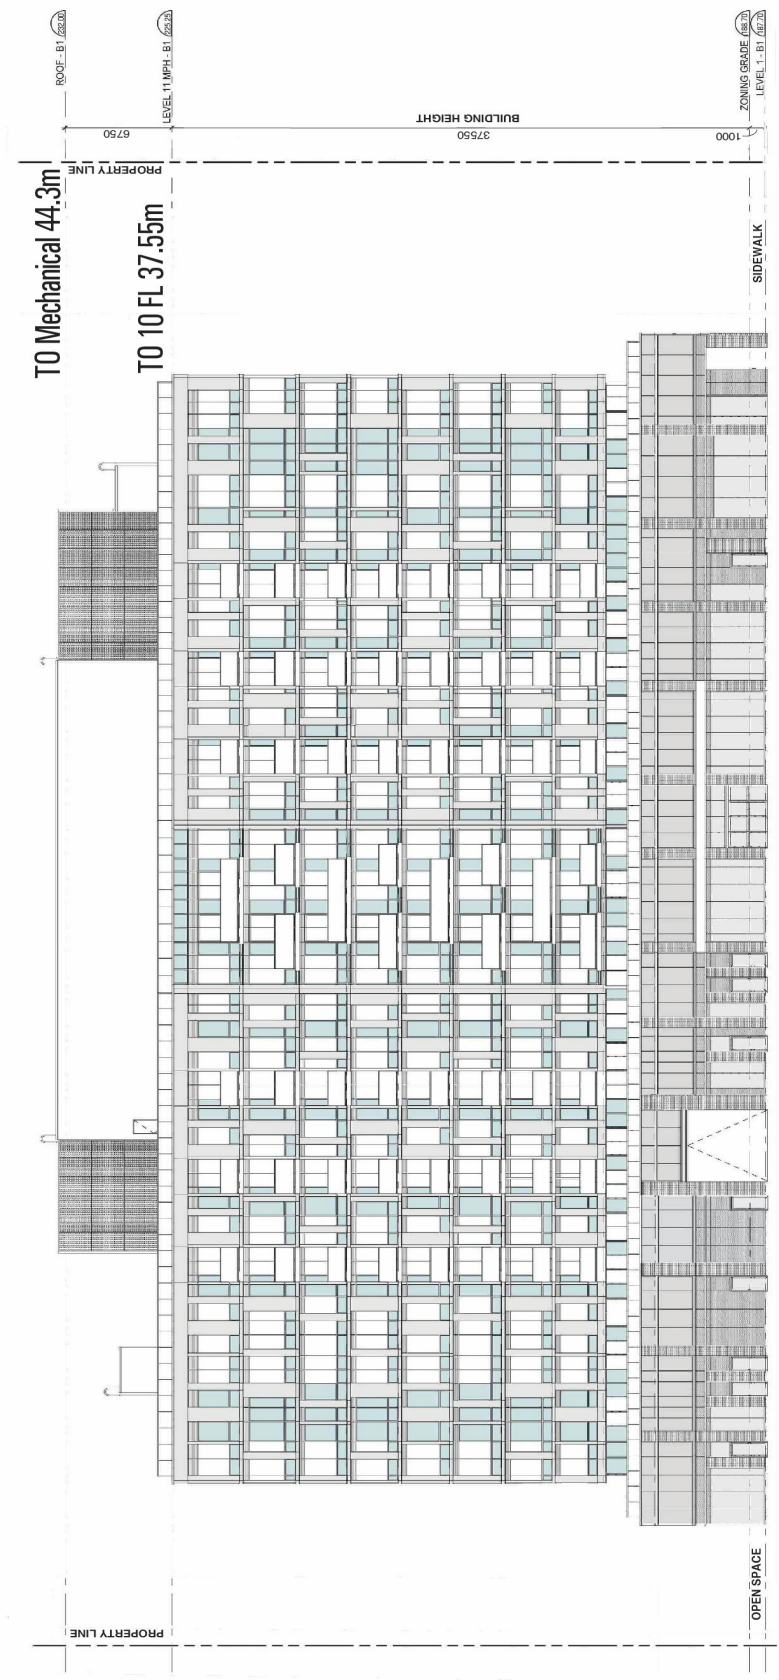 ROOF - B1
232.00
LEVEL 11 MPH - B1
225.25
ZONING GRADE
188.70
LEVEL 1 - B1
187.70
6750
37550
BUILDING HEIGHT
1000
PROPERTY LINE
TO Mechanical 44.3m
TO 10 FL 37.55m
SIDEWALK
OPEN SPACE
PROPERTY LINE